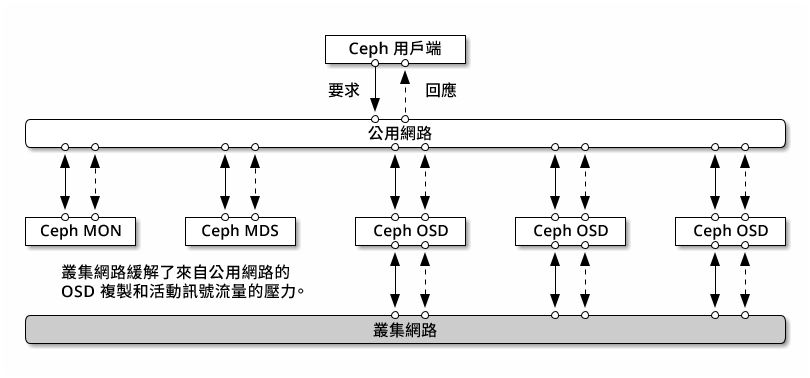 Ceph 用戶端
要求
回應
公用網路
Ceph MON
Ceph MDS
Ceph OSD
Ceph OSD
Ceph OSD
叢集網路緩解了來自公用網路的
OSD 複製和活動訊號流量的壓力。
叢集網路